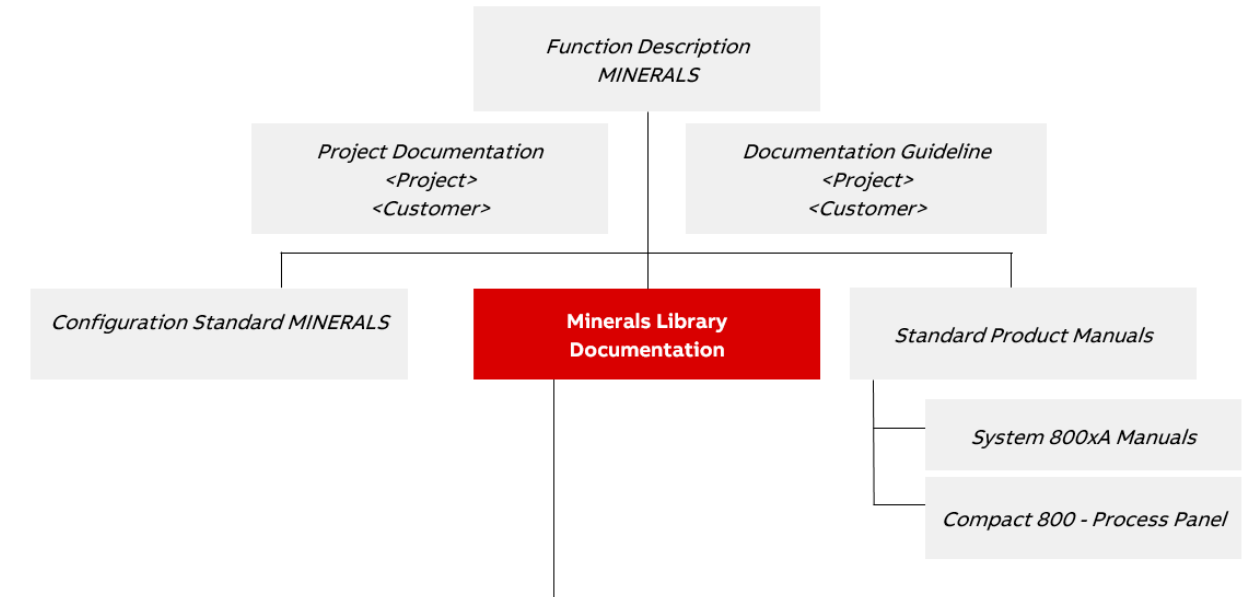 Function Description
MINERALS
Project Documentation
<Project>
<Customer>
Documentation Guideline
<Project>
<Customer>
Configuration Standard MINERALS
Minerals Library
Documentation
Standard Product Manuals
System 800xA Manuals
Compact 800 - Process Panel